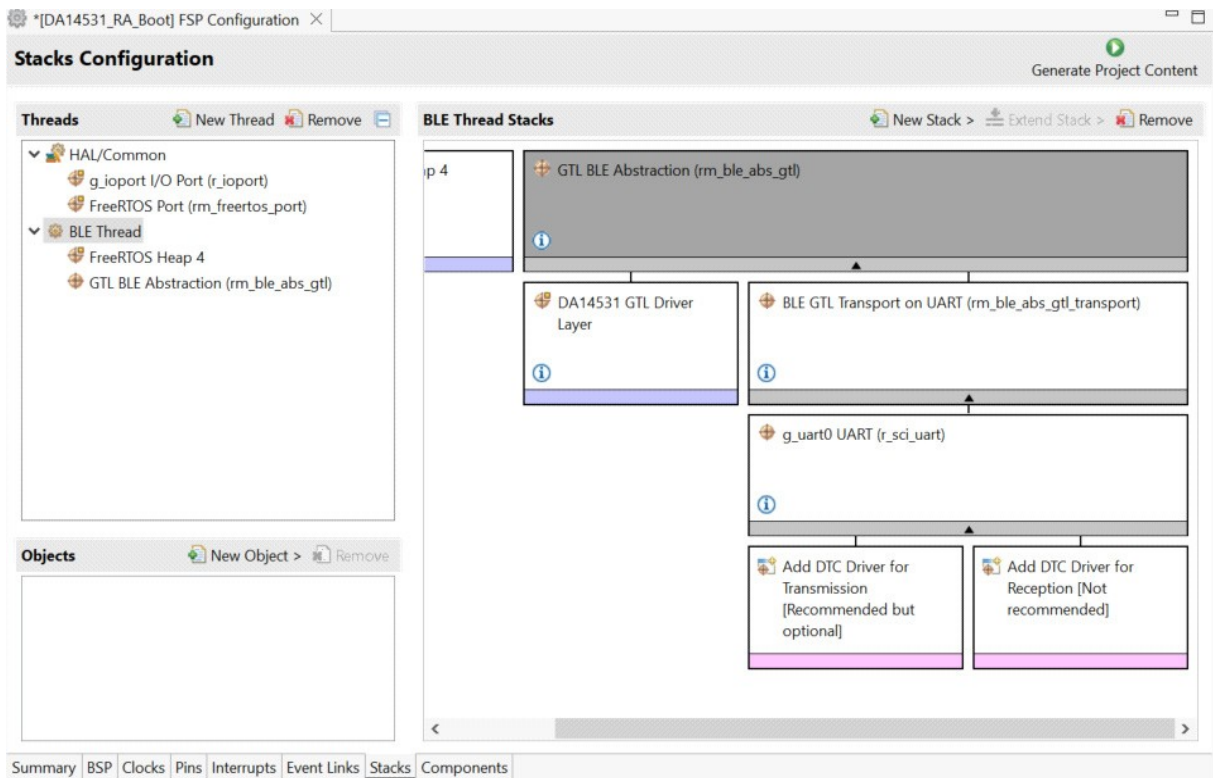 *[DA14531_RA_Boot] FSP Configuration
Stacks Configuration
Generate Project Content
Threads
New Thread
Remove
HAL/Common
g_ioport I/O Port (r_ioport)
FreeRTOS Port (rm_freertos_port)
BLE Thread
FreeRTOS Heap 4
GTL BLE Abstraction (rm_ble_abs_gtl)
Objects
New Object >
Remove
BLE Thread Stacks
New Stack >
Extend Stack >
Remove
ap 4
GTL BLE Abstraction (rm_ble_abs_gtl)
DA14531 GTL Driver
Layer
BLE GTL Transport on UART (rm_ble_abs_gtl_transport)
g_uart0 UART (r_sci_uart)
Add DTC Driver for
Transmission
[Recommended but
optional]
Add DTC Driver for
Reception [Not
recommended]
Summary BSP Clocks Pins Interrupts Event Links Stacks Components